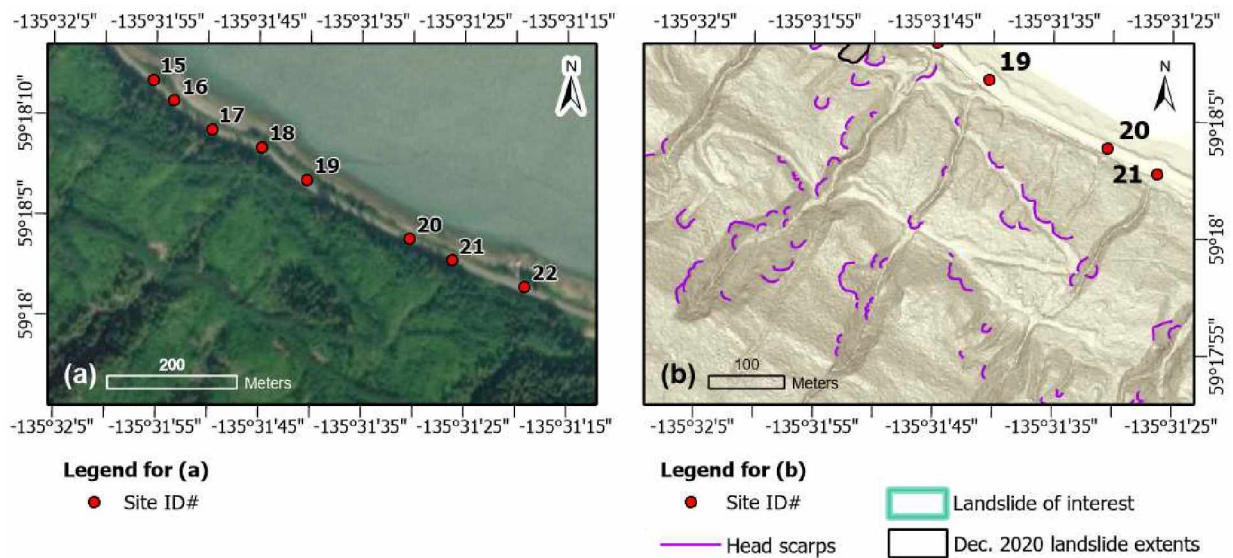 -135°32'5" -135°31'55" -135°31'45" -135°31'35" -135°31'25" -135°31'15"
-135°32'5" -135°31'55" -135°31'45" -135°31'35" -135°31'25"
59°18'10"
59°18'5"
59°18'
15
16
17
18
19
20
21
22
N
(a)
200
Meters
59°18'5"
59°18'
59°17'55"
19
20
21
N
(b)
100
Meters
-135°32'5" -135°31'55" -135°31'45" -135°31'35" -135°31'25" -135°31'15"
-135°32'5" -135°31'55" -135°31'45" -135°31'35" -135°31'25"
Legend for (a)
Site ID#
Legend for (b)
Site ID#
Landslide of interest
Head scarps
Dec. 2020 landslide extents